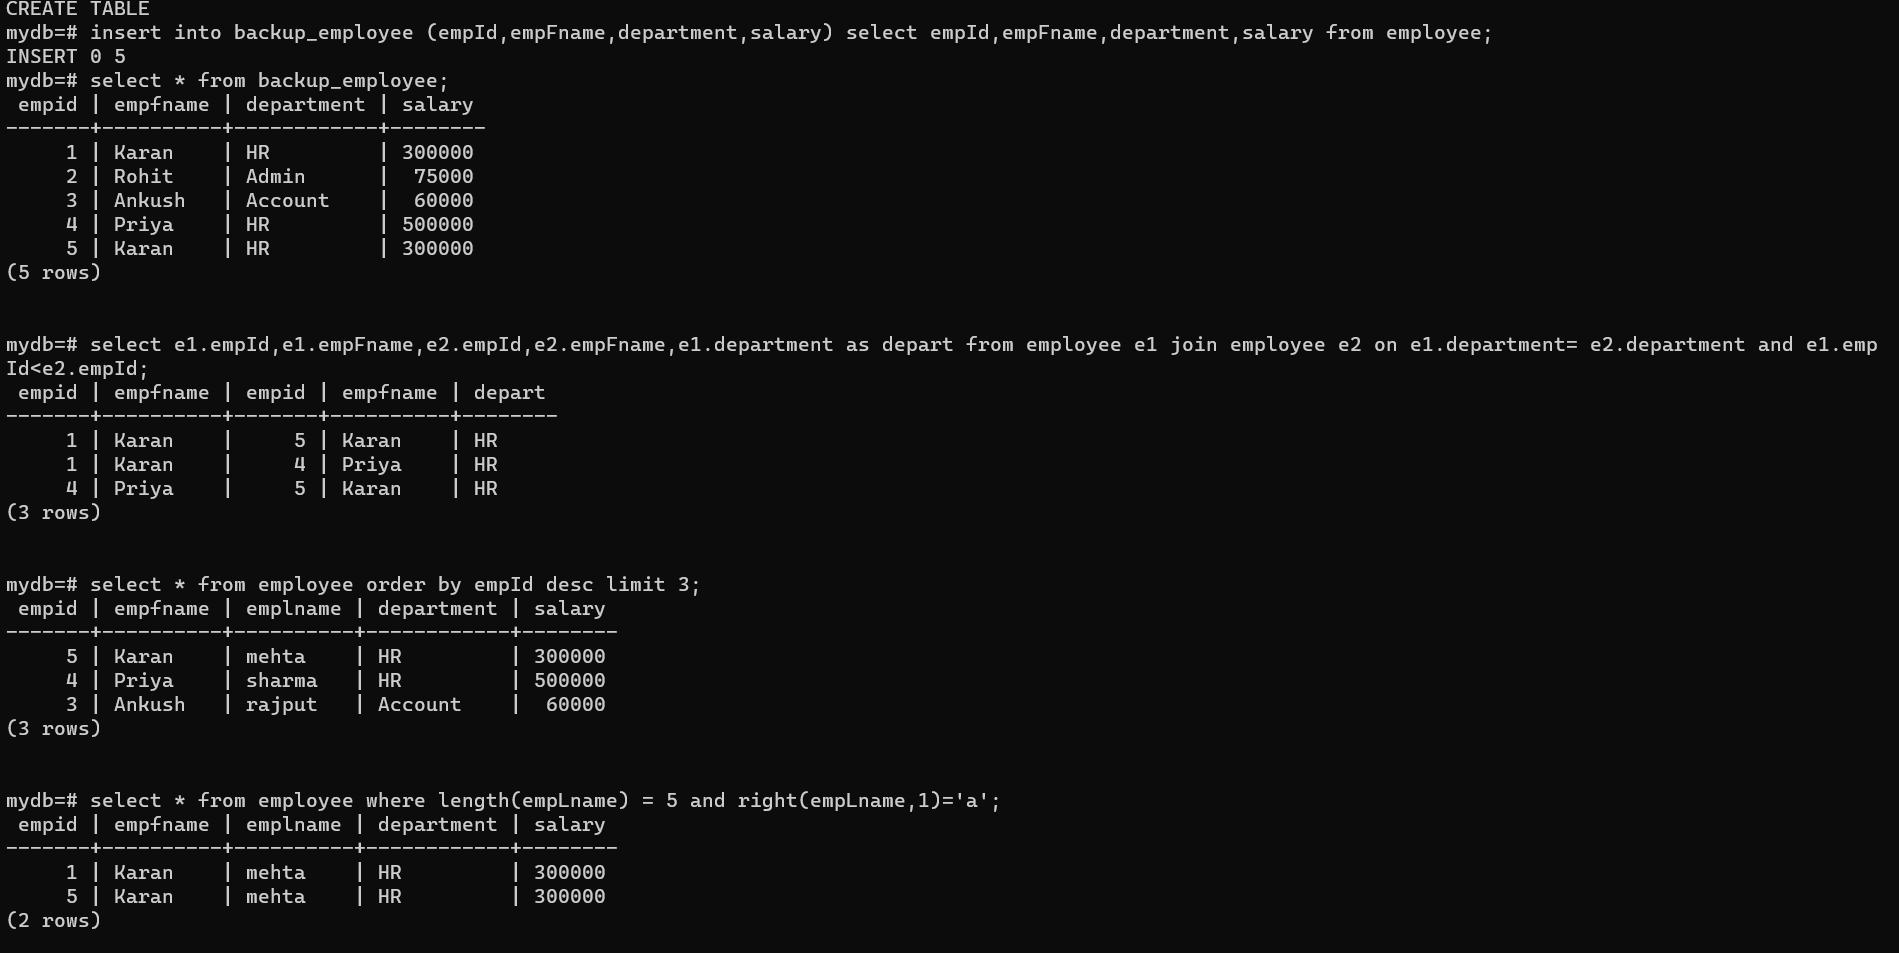 CREATE TABLE
mydb=# insert into backup_employee (empId,empFname,department,salary) select empId,empFname,department,salary from employee;
INSERT 0 5
mydb=# select * from backup_employee;
 empid | empfname | department | salary
-------+----------+------------+--------
     1 | Karan    | HR         | 300000
     2 | Rohit    | Admin      |  75000
     3 | Ankush   | Account    |  60000
     4 | Priya    | HR         | 500000
     5 | Karan    | HR         | 300000
(5 rows)
mydb=# select e1.empId,e1.empFname,e2.empId,e2.empFname,e1.department as depart from employee e1 join employee e2 on e1.department= e2.department and e1.emp
Id<e2.empId;
 empid | empfname | empid | empfname | depart
-------+----------+-------+----------+--------
     1 | Karan    |     5 | Karan    | HR
     1 | Karan    |     4 | Priya    | HR
     4 | Priya    |     5 | Karan    | HR
(3 rows)
mydb=# select * from employee order by empId desc limit 3;
 empid | empfname | emplname | department | salary
-------+----------+----------+------------+--------
     5 | Karan    | mehta    | HR         | 300000
     4 | Priya    | sharma   | HR         | 500000
     3 | Ankush   | rajput   | Account    |  60000
(3 rows)
mydb=# select * from employee where length(empLname) = 5 and right(empLname,1)='a';
 empid | empfname | emplname | department | salary
-------+----------+----------+------------+--------
     1 | Karan    | mehta    | HR         | 300000
     5 | Karan    | mehta    | HR         | 300000
(2 rows)